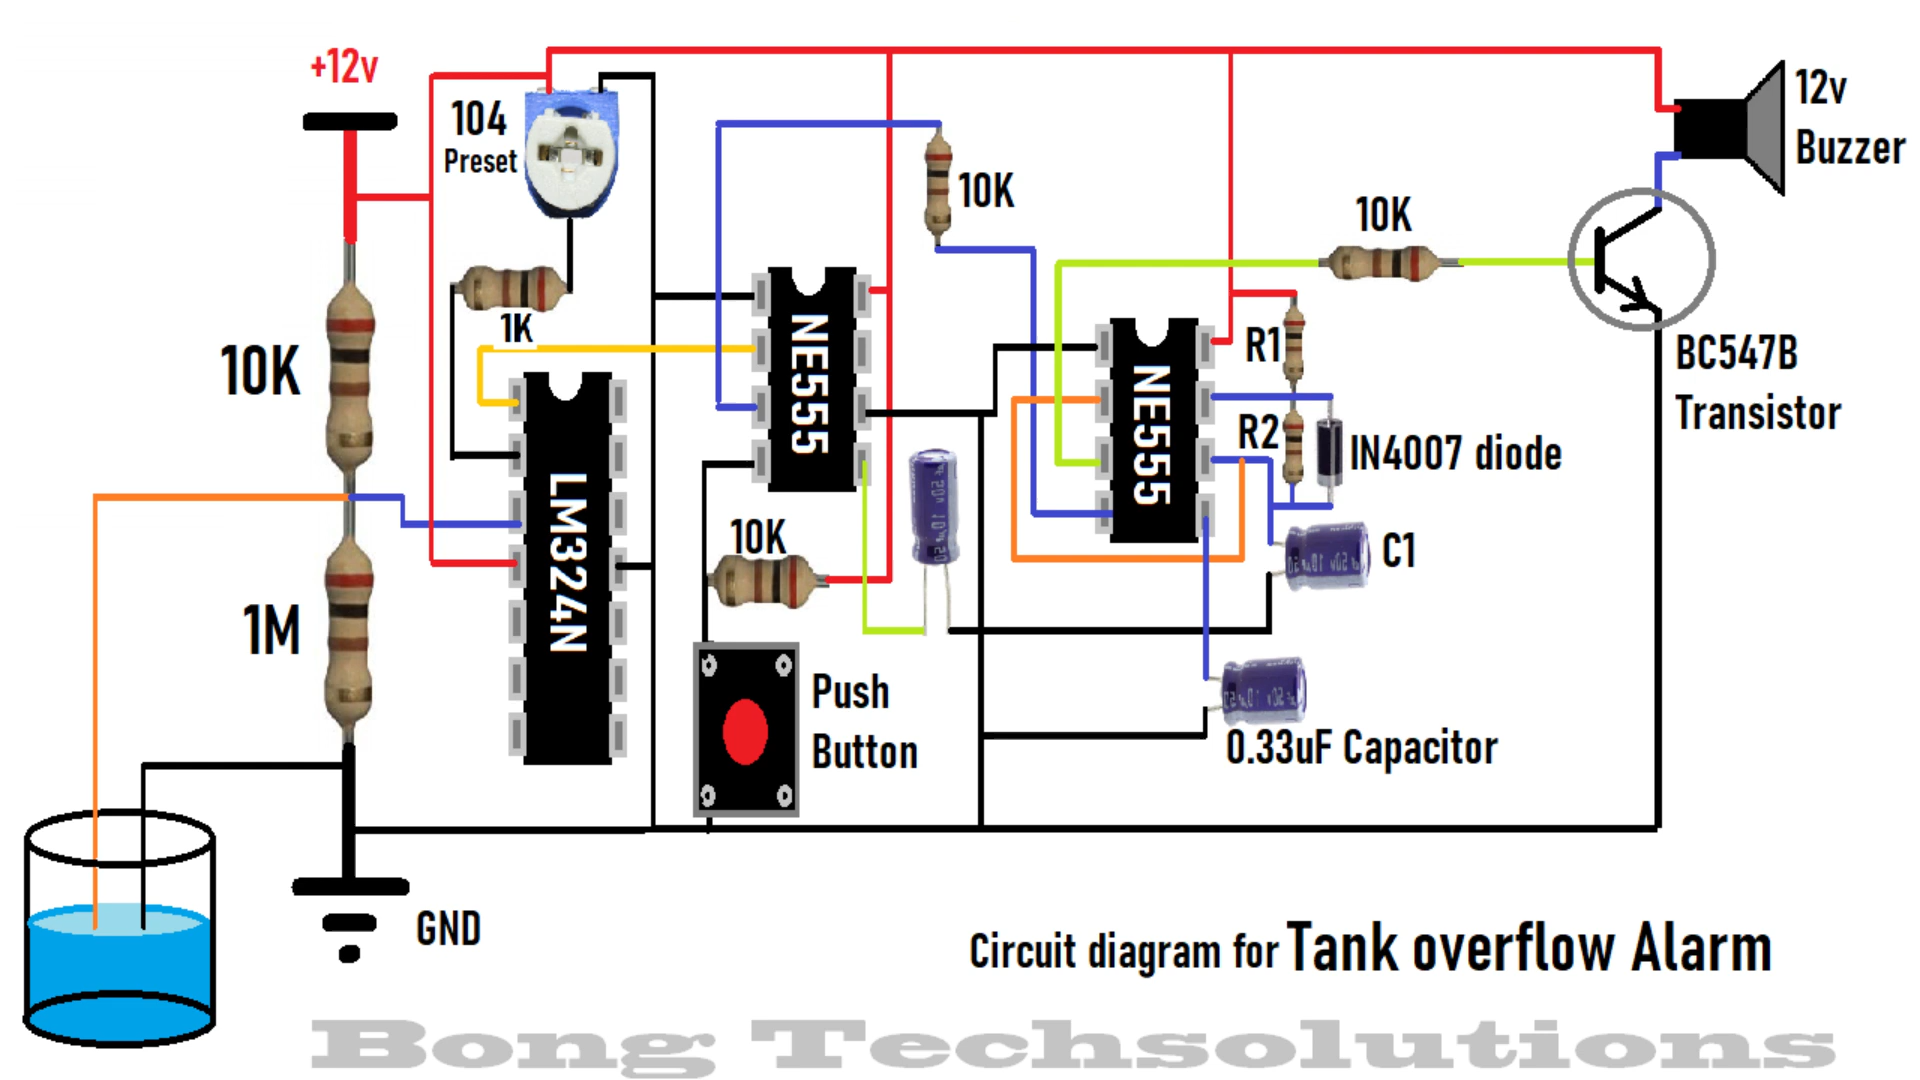 +12v
104
Preset
12v
Buzzer
10K
10K
1K
10K
NE555
NE555
R1
R2
IN4007 diode
BC547B
Transistor
LM324N
10K
1M
C1
Push
Button
0.33uF Capacitor
GND
Circuit diagram for Tank overflow Alarm
Bong Techsolutions